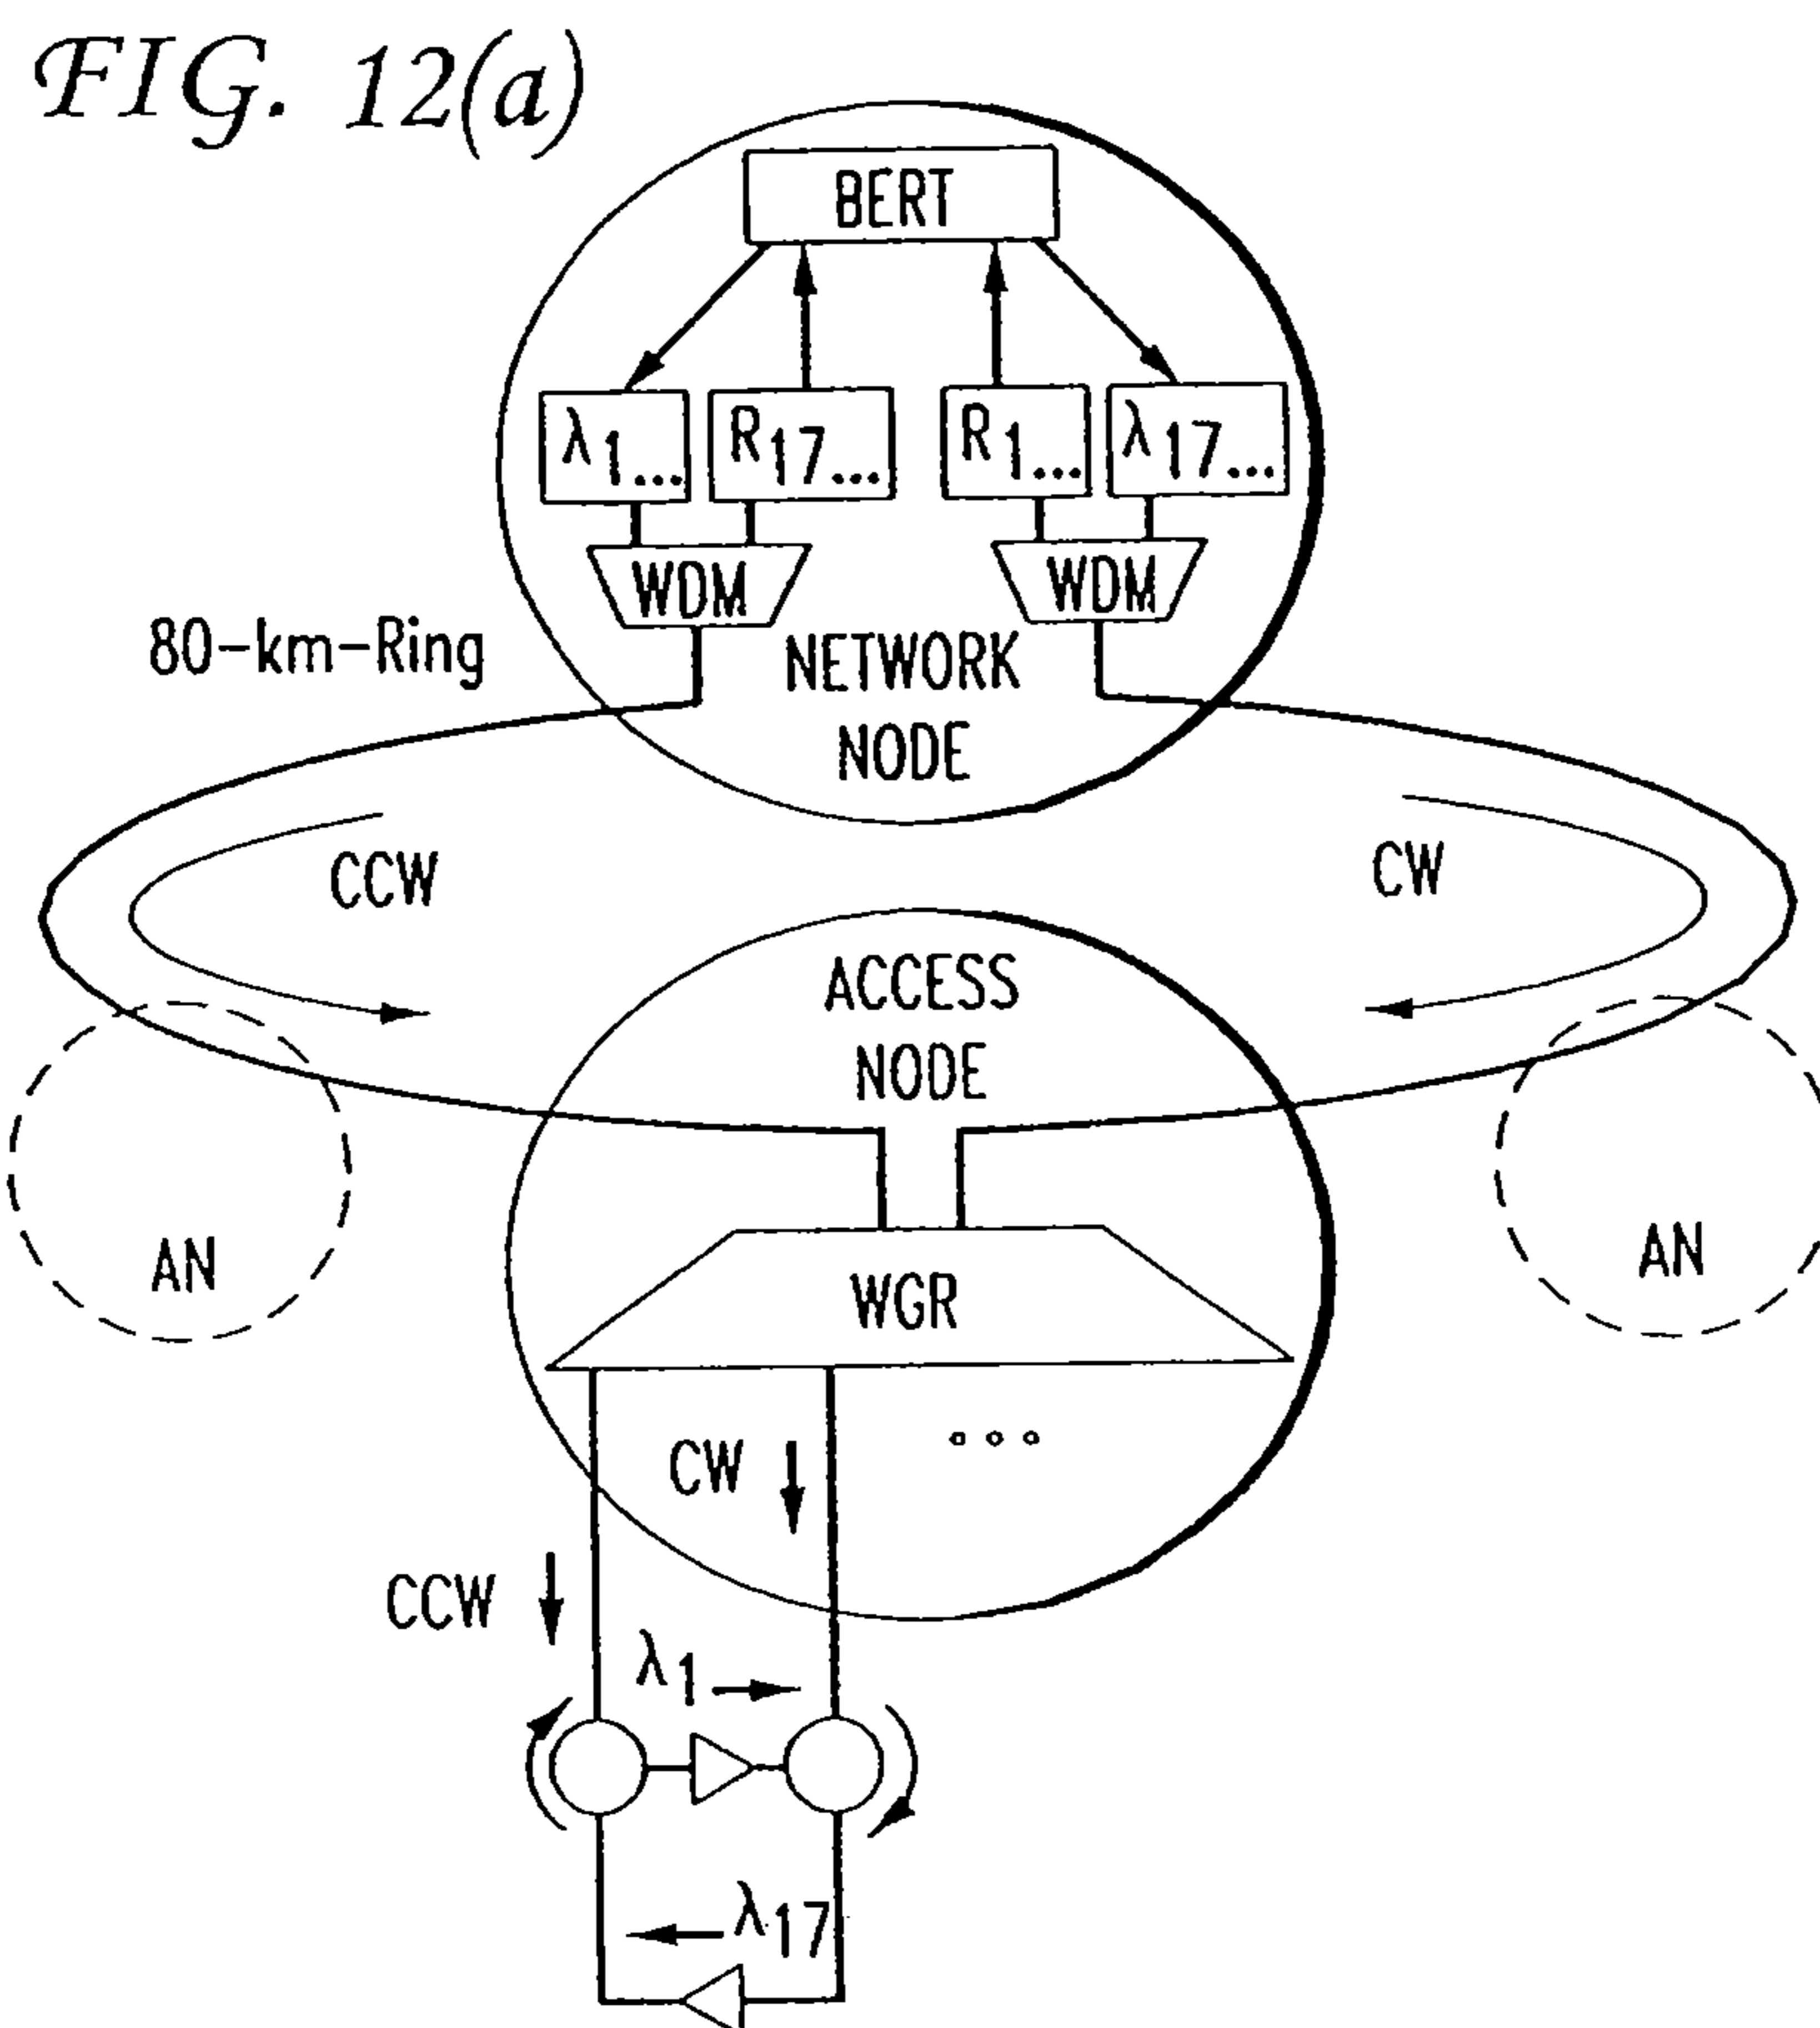 FIG. 12(a)
BERT
λ1... R17... R1... λ17...
WDM WDM
80-km-Ring
NETWORK
NODE
CCW CW
ACCESS
NODE
AN AN
WGR
CW
CCW
λ1
λ17